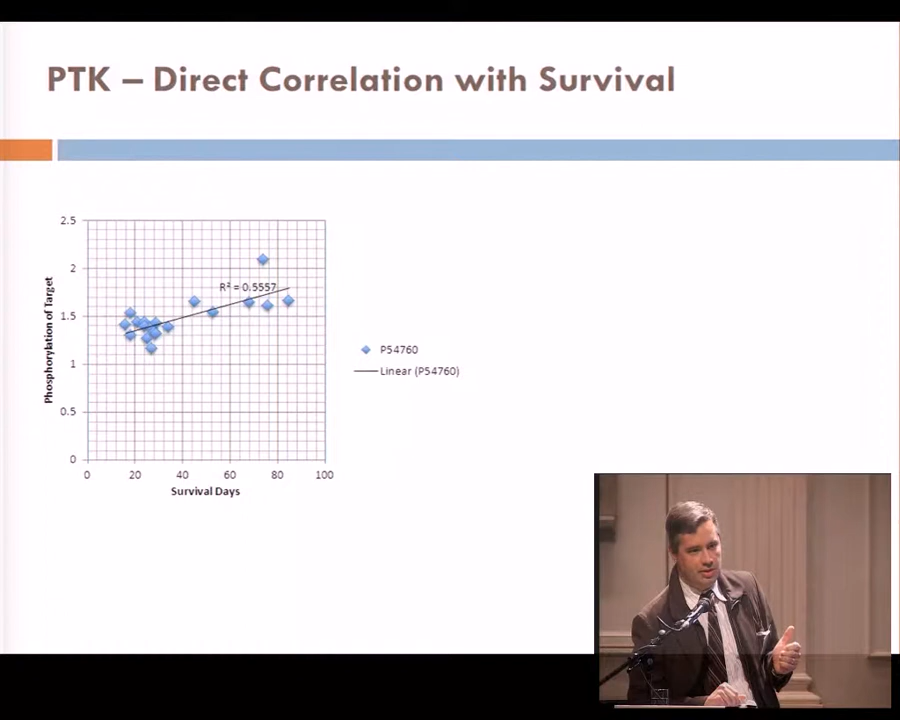 PTK – Direct Correlation with Survival
2.5
2
1.5
1
0.5
0
Phosphorylation of Target
R² = 0.5557
0 20 40 60 80 100
Survival Days
P54760
Linear (P54760)